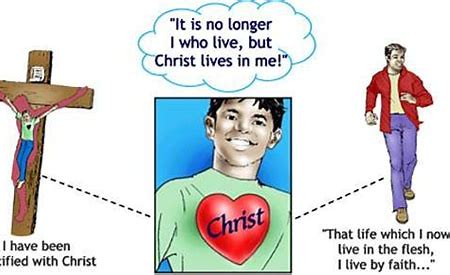 "It is no longer
I who live, but
Christ lives in me!"
Christ
I have been
cified with Christ
"That life which I now
live in the flesh,
I live by faith..."